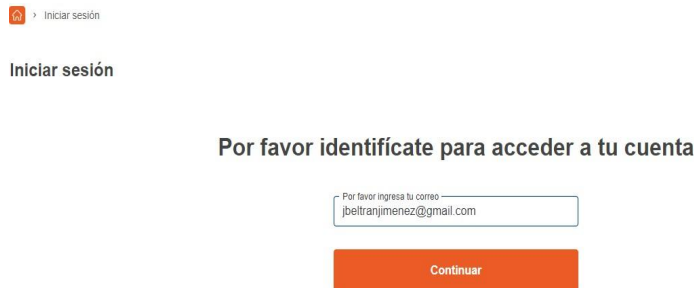 > Iniciar sesión
Iniciar sesión
Por favor identifícate para acceder a tu cuenta
Por favor ingresa tu correo
jbeltranjimenez@gmail.com
Continuar